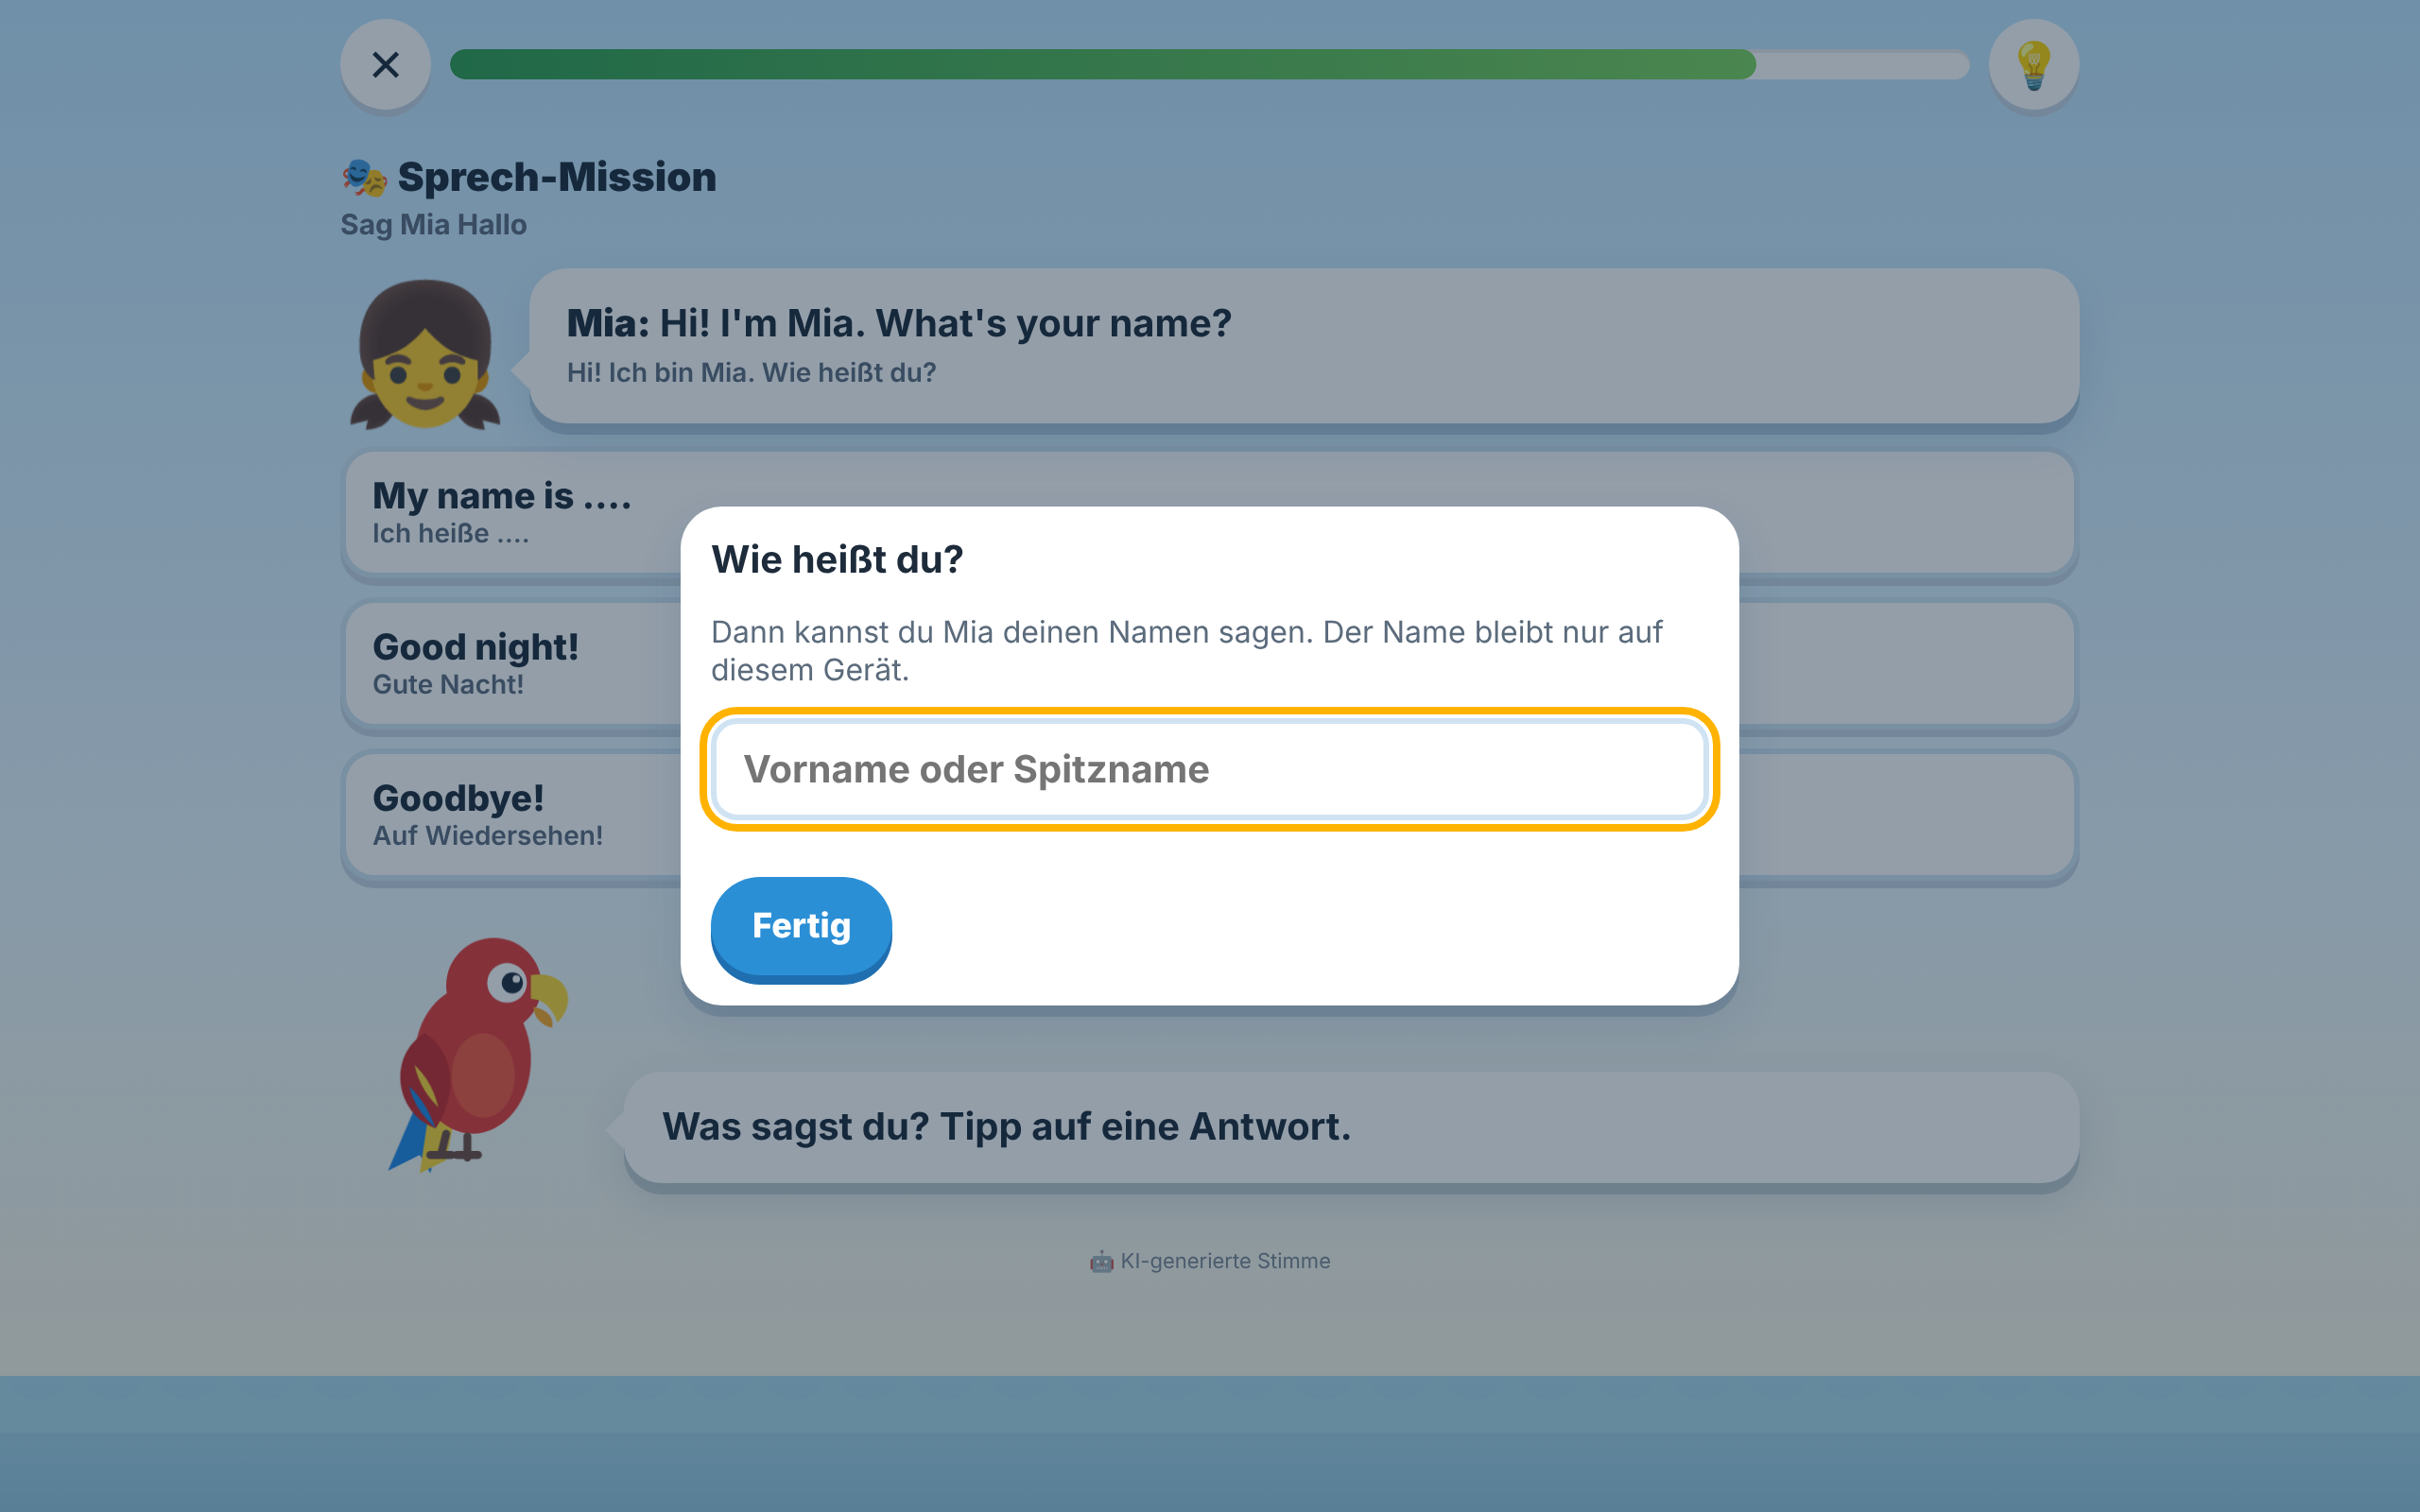 Sprech-Mission
Sag Mia Hallo
Mia: Hi! I'm Mia. What's your name?
Hi! Ich bin Mia. Wie heißt du?
My name is ....
Ich heiße ....
Good night!
Gute Nacht!
Goodbye!
Auf Wiedersehen!
Wie heißt du?
Dann kannst du Mia deinen Namen sagen. Der Name bleibt nur auf
diesem Gerät.
Vorname oder Spitzname
Fertig
Was sagst du? Tipp auf eine Antwort.
KI-generierte Stimme